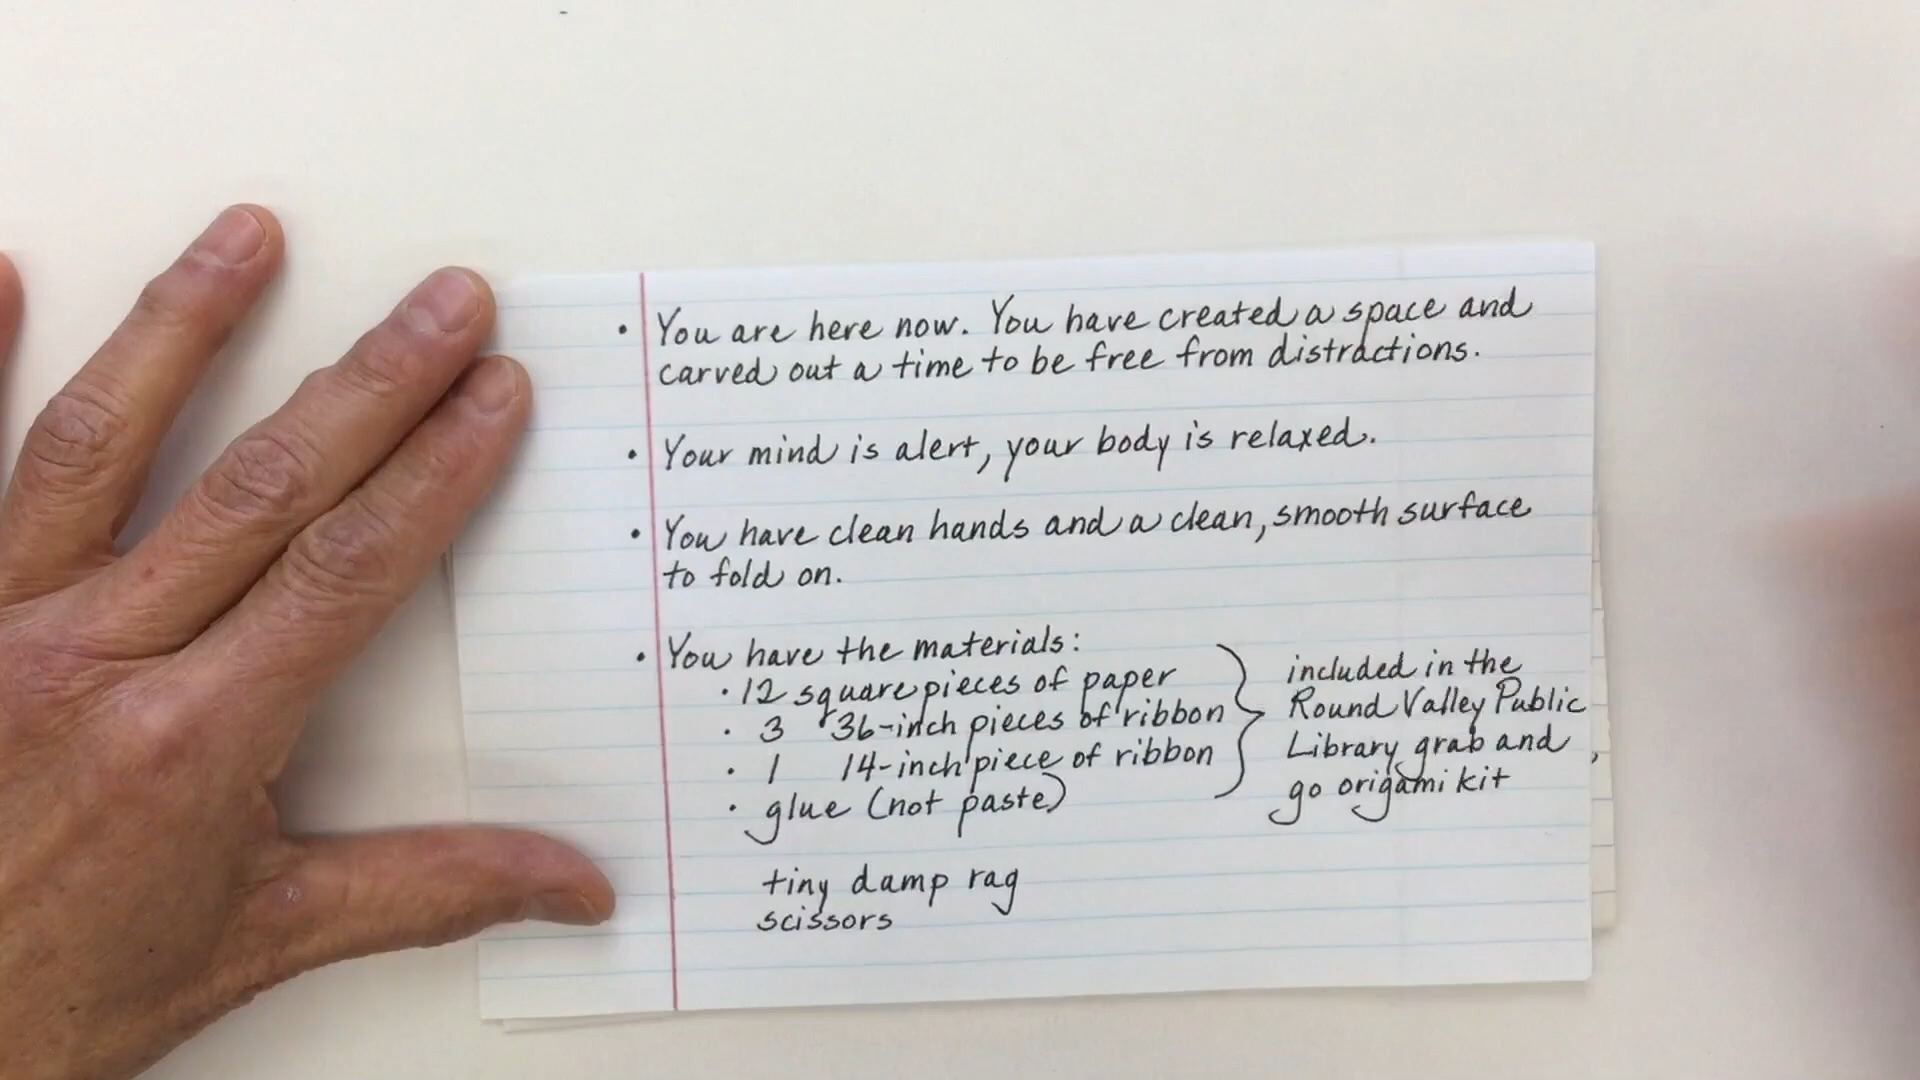 • You are here now. You have created a space and
carved out a time to be free from distractions.
• Your mind is alert, your body is relaxed.
• You have clean hands and a clean, smooth surface
to fold on.
• You have the materials:
• 12 square pieces of paper
• 3 36-inch pieces of ribbon
• 1 14-inch piece of ribbon
• glue (not paste)
included in the
Round Valley Public
Library grab and
go origami kit
tiny damp rag
scissors